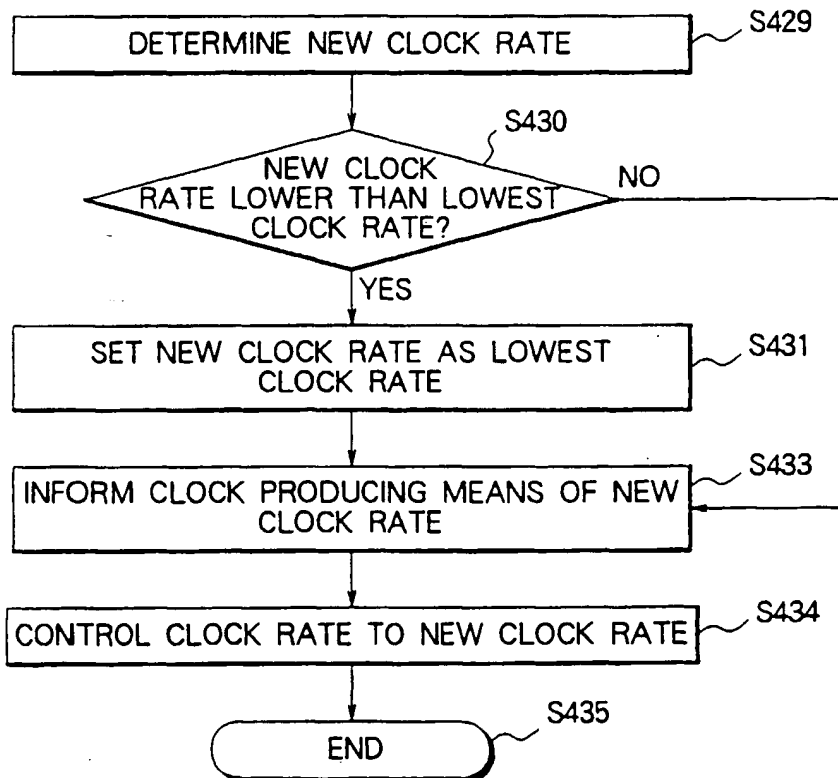 DETERMINE NEW CLOCK RATE
S429
S430
NEW CLOCK
RATE LOWER THAN LOWEST
CLOCK RATE?
NO
YES
SET NEW CLOCK RATE AS LOWEST
CLOCK RATE
S431
INFORM CLOCK PRODUCING MEANS OF NEW
CLOCK RATE
S433
CONTROL CLOCK RATE TO NEW CLOCK RATE
S434
END
S435